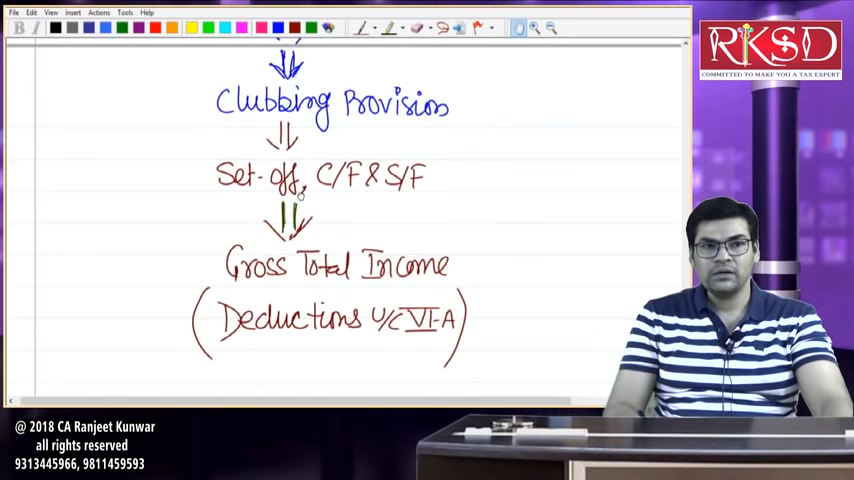 File Edit View Insert Actions Tools Help
B I U
RKSD
COMMITTED TO MAKE YOU A TAX EXPERT
Clubbing Provision
Set-off, C/F & S/F
Gross Total Income
(Deductions U/C VI-A)
@ 2018 CA Ranjeet Kunwar
all rights reserved
9313445966, 9811459593